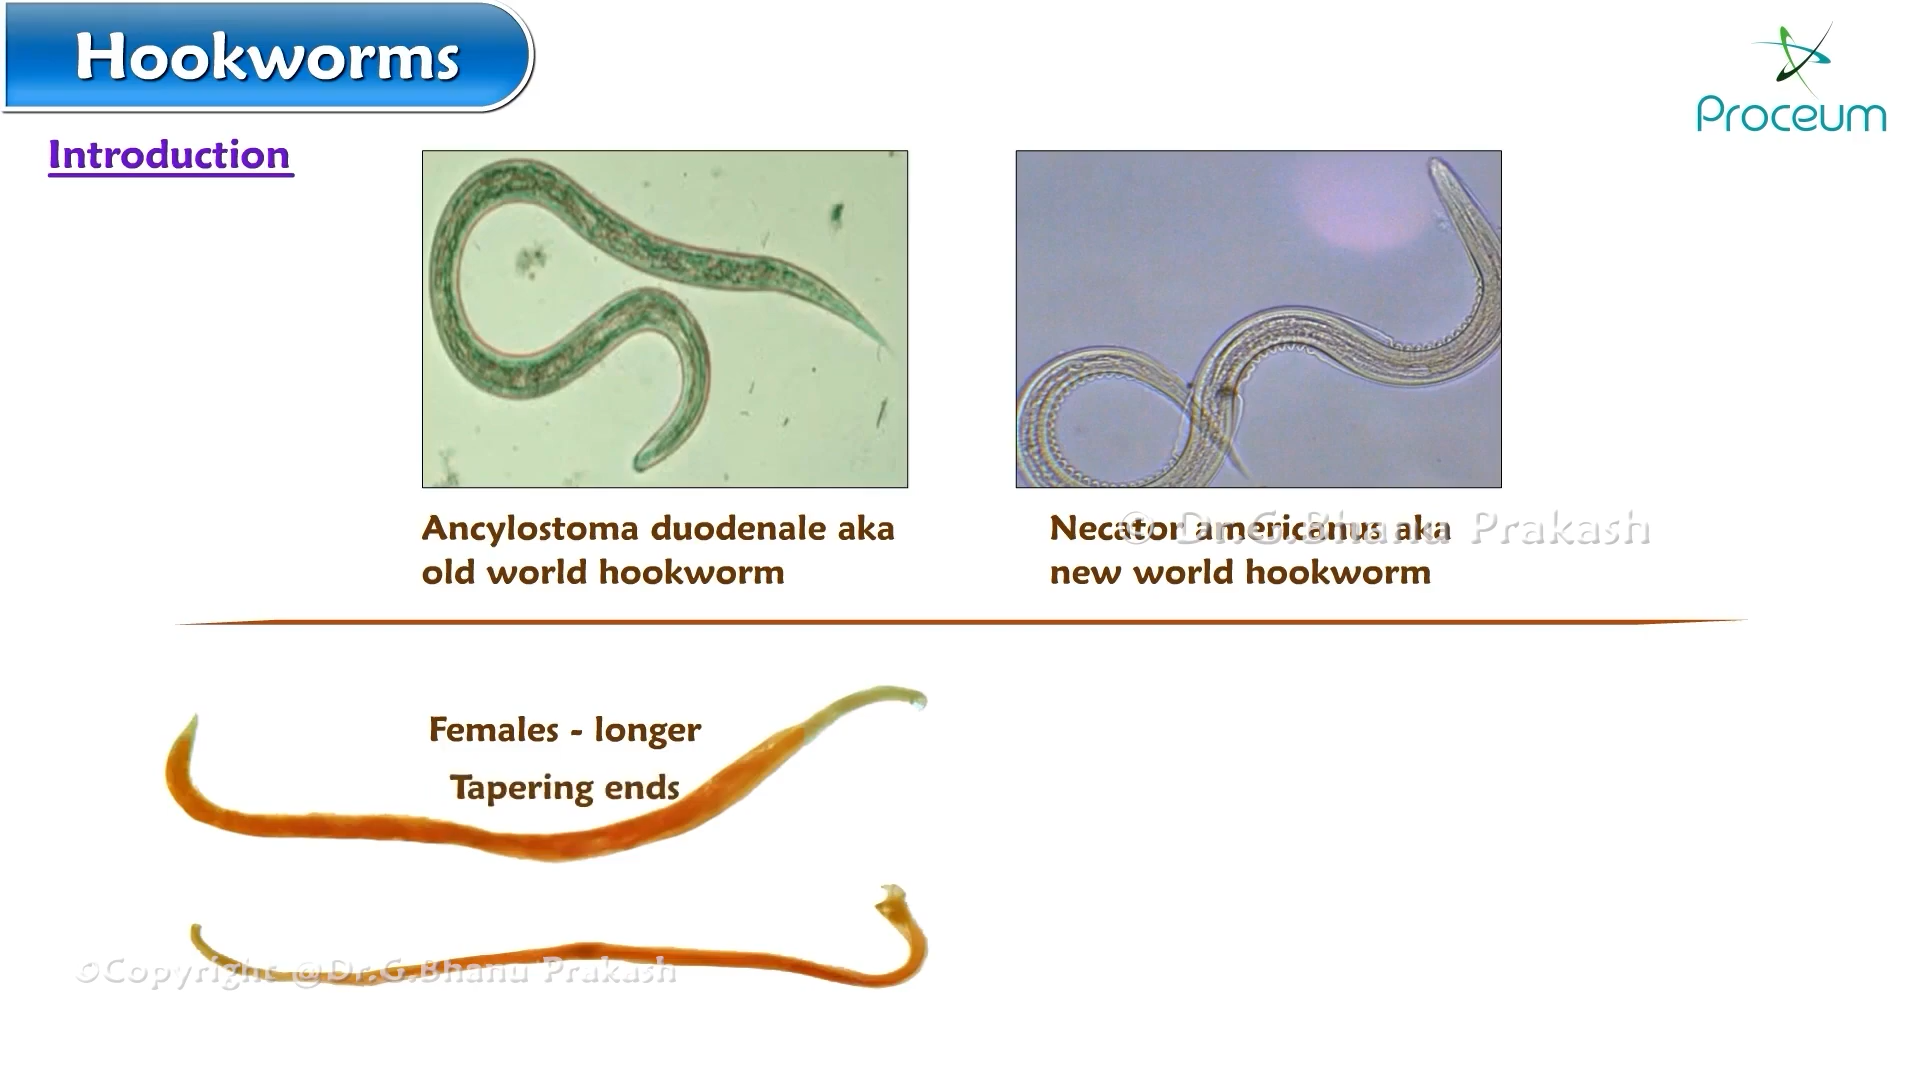 Hookworms
Proceum
Introduction
Ancylostoma duodenale aka
old world hookworm
Necator americanus aka
new world hookworm
© Dr.G.Bhanu Prakash
Females - longer
Tapering ends
©Copyright @Dr.G.Bhanu Prakash